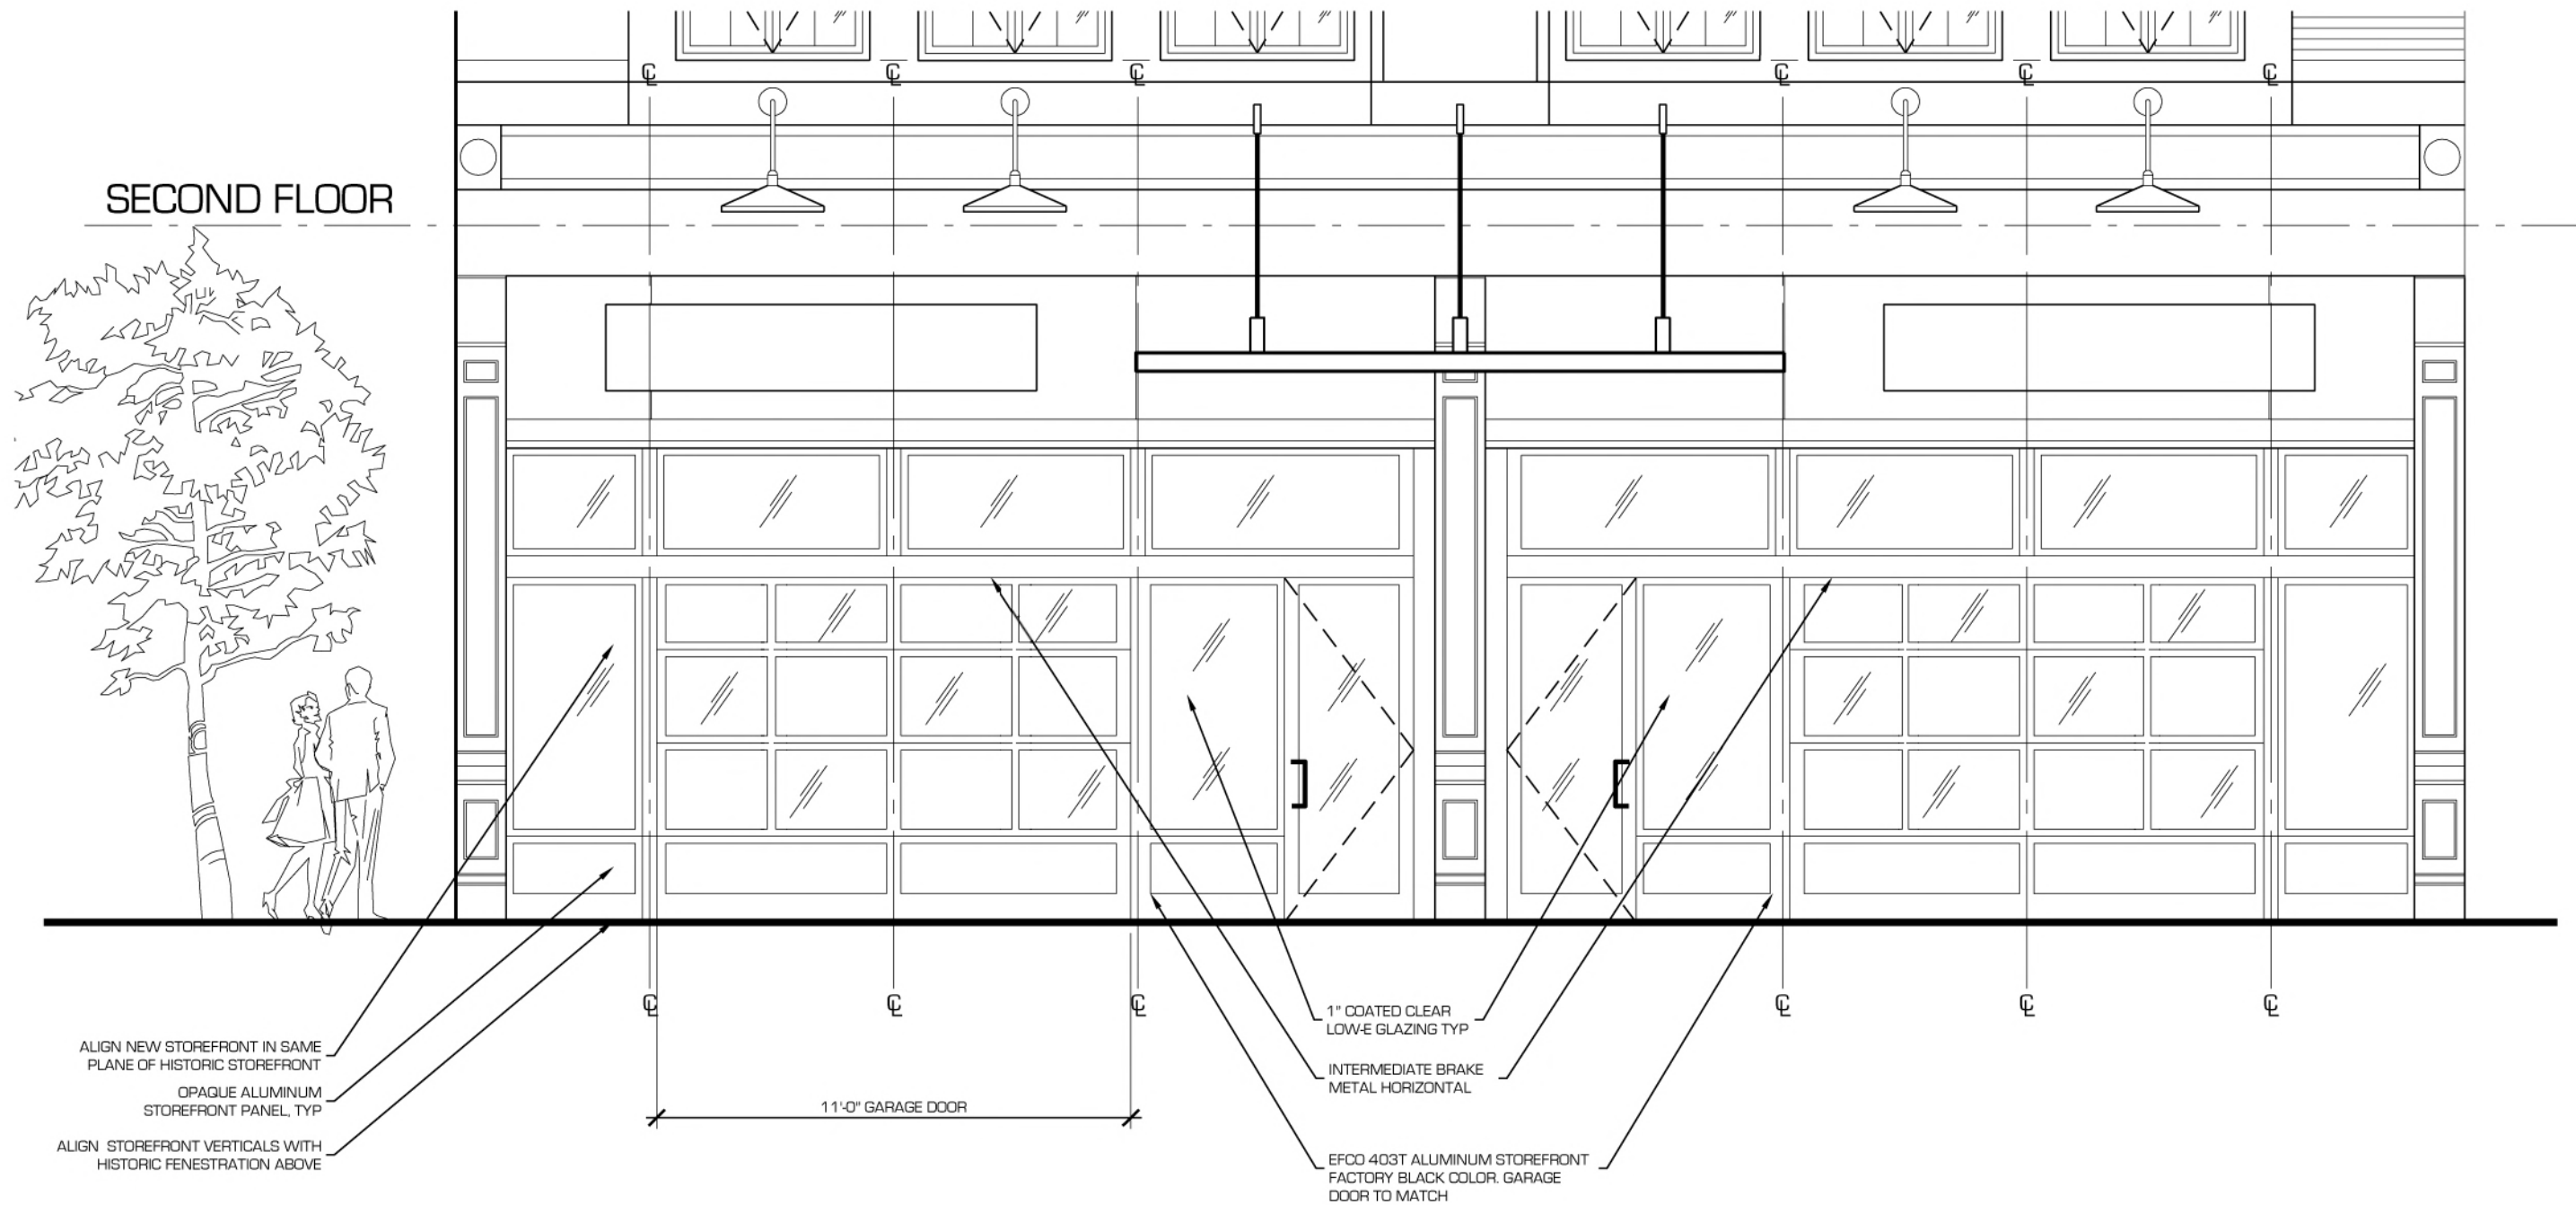 ℄ ℄ ℄ ℄ ℄ ℄
SECOND FLOOR
℄ ℄ ℄ ℄ ℄ ℄
ALIGN NEW STOREFRONT IN SAME
PLANE OF HISTORIC STOREFRONT
OPAQUE ALUMINUM
STOREFRONT PANEL, TYP
ALIGN STOREFRONT VERTICALS WITH
HISTORIC FENESTRATION ABOVE
11'-0" GARAGE DOOR
1" COATED CLEAR
LOW-E GLAZING TYP
INTERMEDIATE BRAKE
METAL HORIZONTAL
EFCO 403T ALUMINUM STOREFRONT
FACTORY BLACK COLOR. GARAGE
DOOR TO MATCH